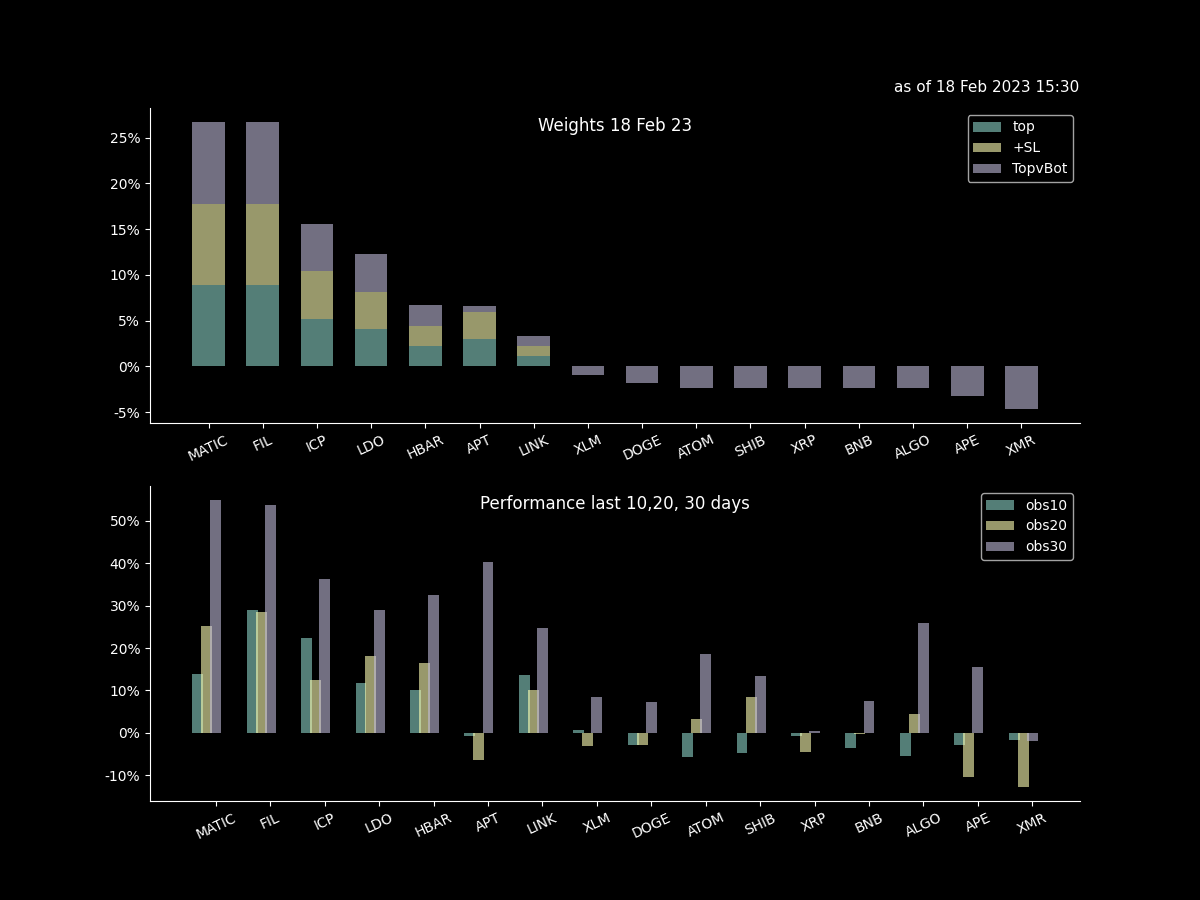 as of 18 Feb 2023 15:30
Weights 18 Feb 23
top
+SL
TopvBot
25%
20%
15%
10%
5%
0%
-5%
MATIC FIL ICP LDO HBAR APT LINK XLM DOGE ATOM SHIB XRP BNB ALGO APE XMR
Performance last 10,20, 30 days
obs10
obs20
obs30
50%
40%
30%
20%
10%
0%
-10%
MATIC FIL ICP LDO HBAR APT LINK XLM DOGE ATOM SHIB XRP BNB ALGO APE XMR